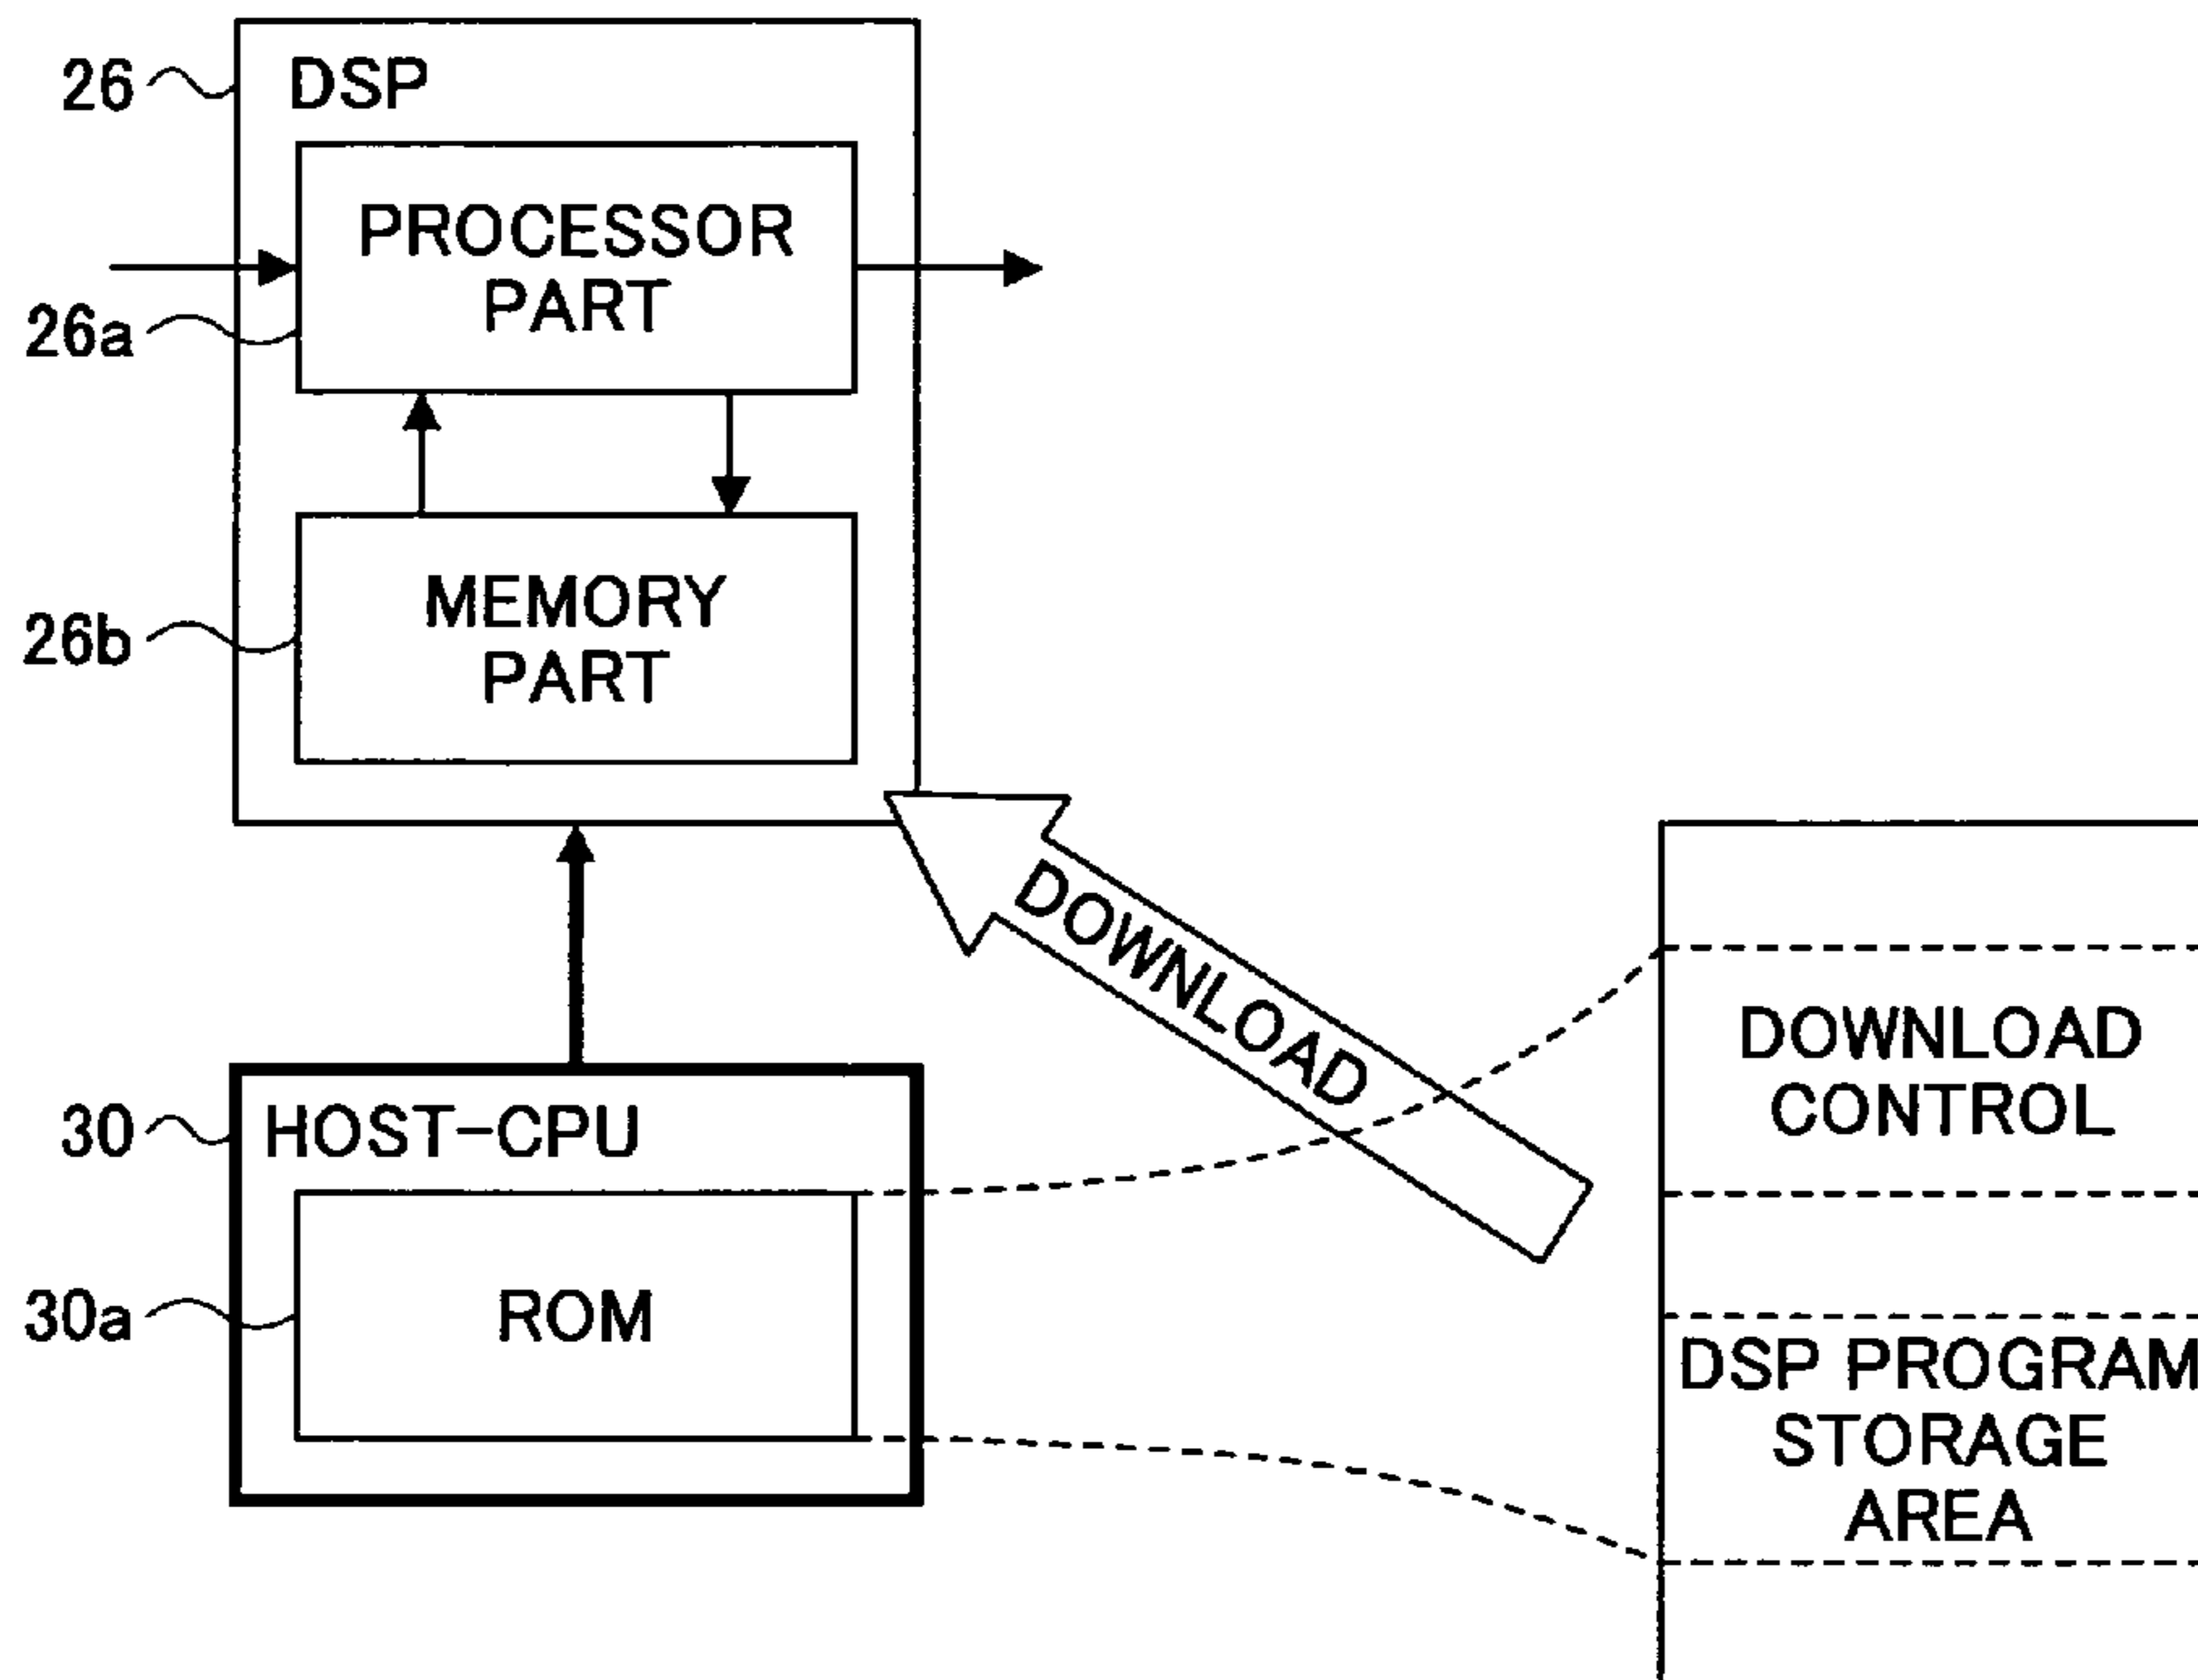 26
DSP
PROCESSOR
PART
26a
MEMORY
PART
26b
DOWNLOAD
30
HOST-CPU
30a
ROM
DOWNLOAD
CONTROL
DSP PROGRAM
STORAGE
AREA